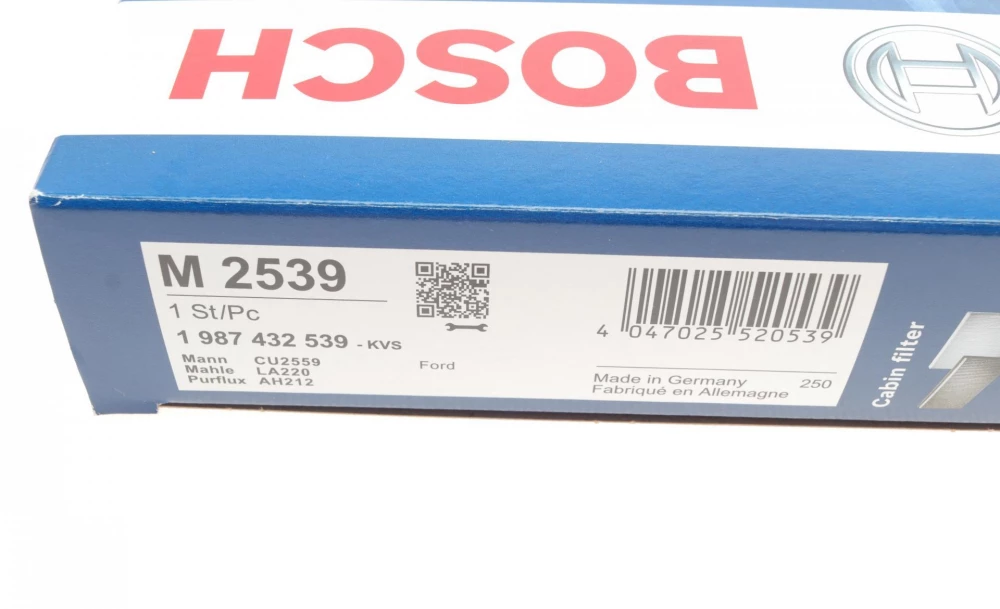 BOSCH
M 2539
1 St/Pc
1 987 432 539 - KVS
Mann CU2559
Mahle LA220
Purflux AH212
Ford
4 047025 520539
Made in Germany 250
Fabriqué en Allemagne
Cabin filter